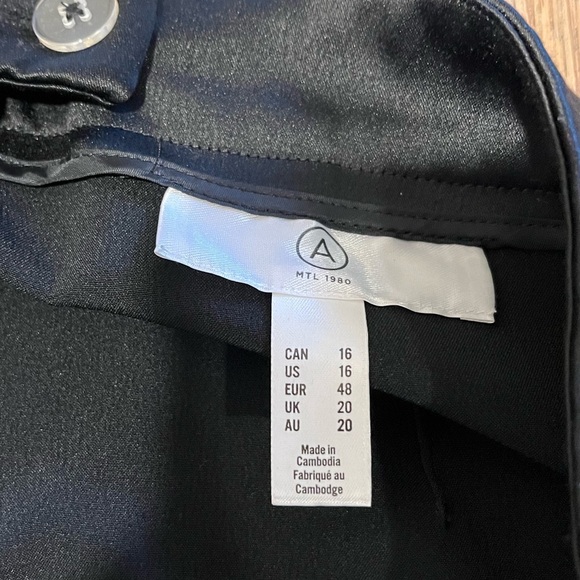 A
MTL 1980
CAN 16
US 16
EUR 48
UK 20
AU 20
Made in
Cambodia
Fabriqué au
Cambodge